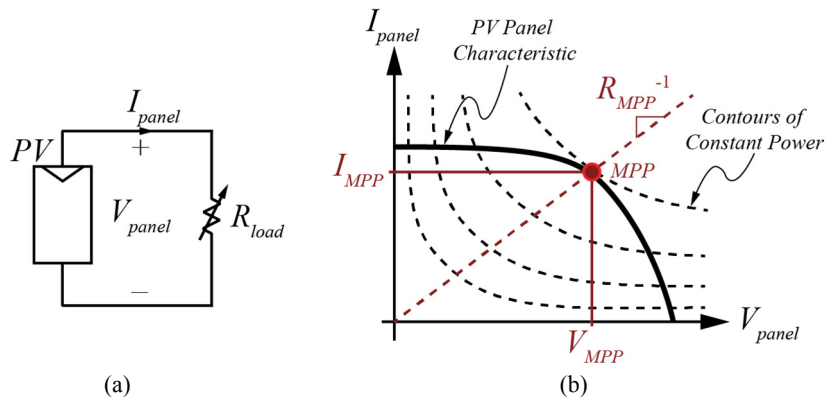 I_panel
PV
+
V_panel
–
R_load
(a)
I_panel
PV Panel
Characteristic
R_MPP^-1
Contours of
Constant Power
I_MPP
MPP
V_MPP
V_panel
(b)